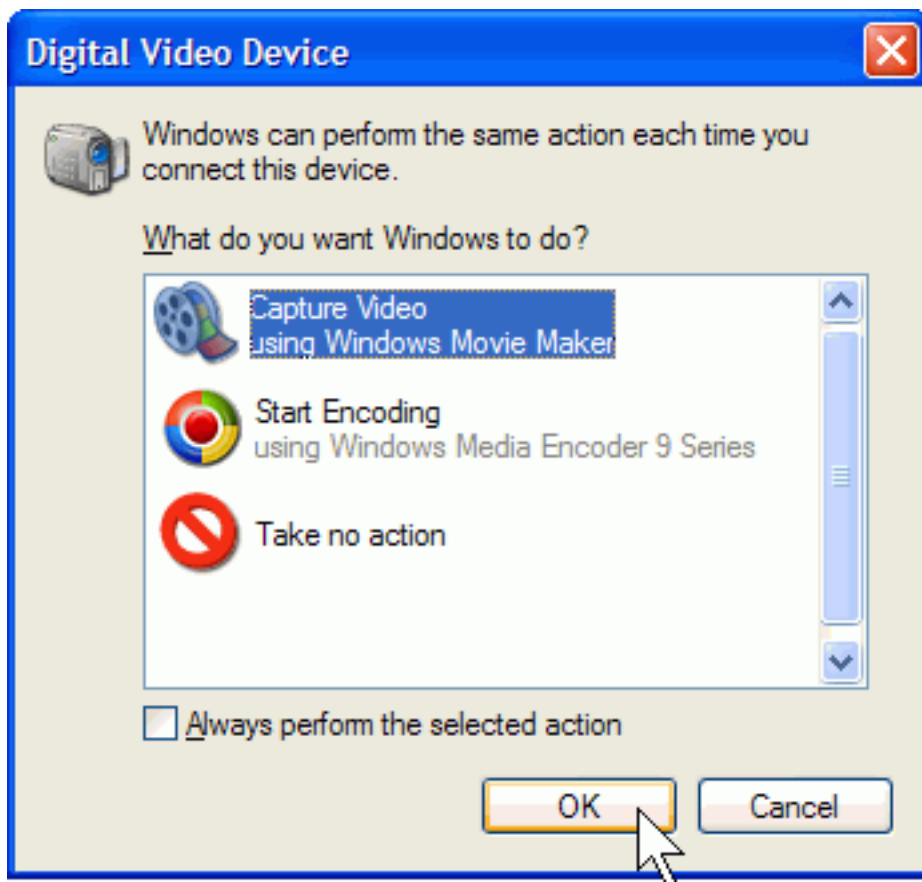 Digital Video Device
Windows can perform the same action each time you
connect this device.
What do you want Windows to do?
Capture Video
using Windows Movie Maker
Start Encoding
using Windows Media Encoder 9 Series
Take no action
Always perform the selected action
OK
Cancel